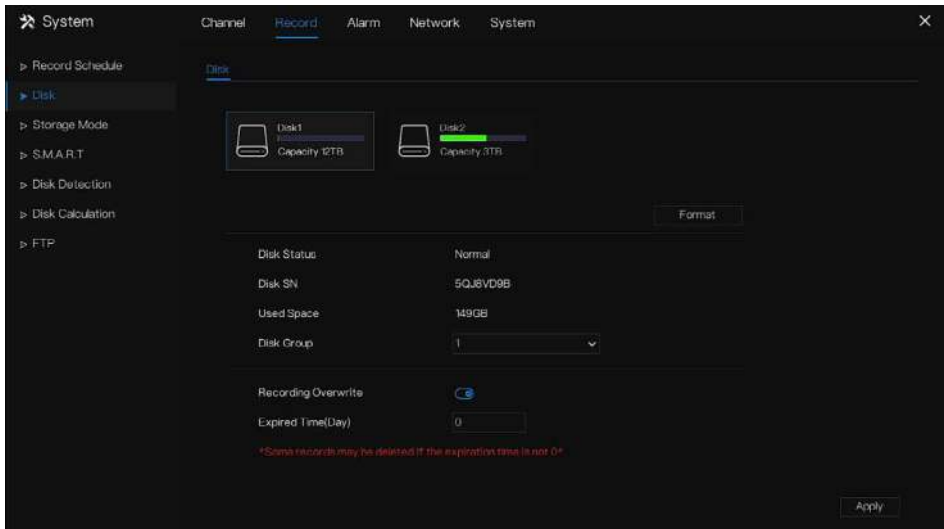 System
Channel Record Alarm Network System
Record Schedule
Disk
Storage Mode
S.M.A.R.T
Disk Detection
Disk Calculation
FTP
Disk
Disk1
Capacity 12TB
Disk2
Capacity 3TB
Format
Disk Status Normal
Disk SN 5QJ8VD9B
Used Space 149GB
Disk Group 1
Recording Overwrite
Expired Time(Day) 0
*Some records may be deleted if the expiration time is not 0*
Apply